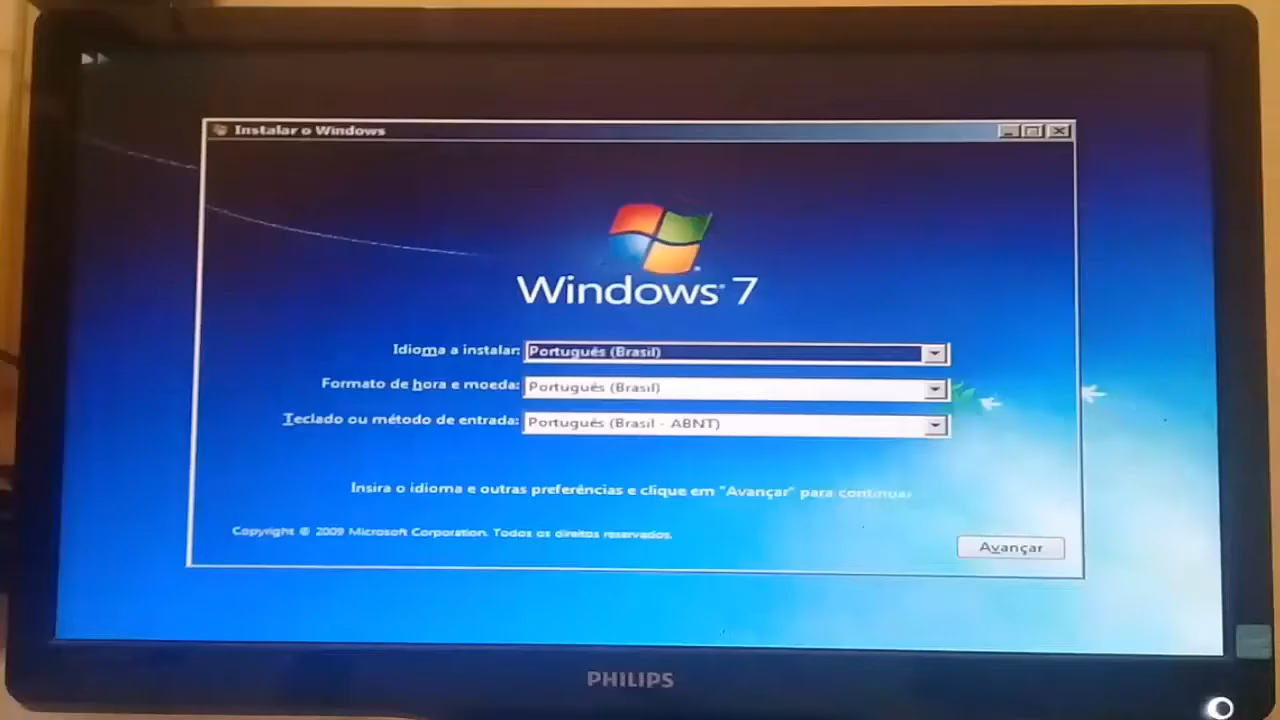 Instalar o Windows
Windows® 7
Idioma a instalar: Português (Brasil)
Formato de hora e moeda: Português (Brasil)
Teclado ou método de entrada: Português (Brasil - ABNT)
Insira o idioma e outras preferências e clique em "Avançar" para continuar.
Copyright © 2009 Microsoft Corporation. Todos os direitos reservados.
Avançar
PHILIPS